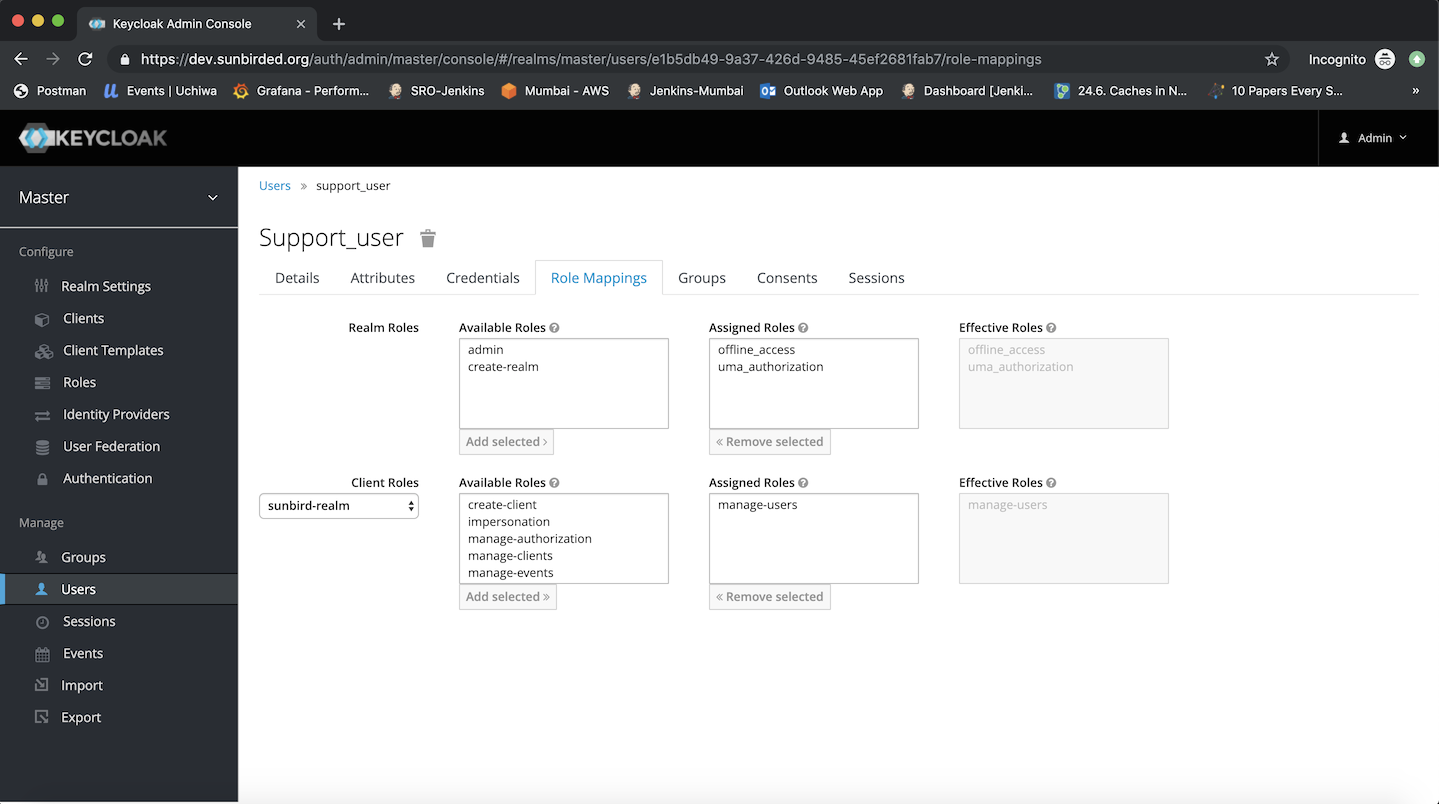 Keycloak Admin Console
https://dev.sunbirded.org/auth/admin/master/console/#/realms/master/users/e1b5db49-9a37-426d-9485-45ef2681fab7/role-mappings
Incognito
Postman Events | Uchiwa Grafana - Perform... SRO-Jenkins Mumbai - AWS Jenkins-Mumbai Outlook Web App Dashboard [Jenki... 24.6. Caches in N... 10 Papers Every S... »
KEYCLOAK
Admin
Master
Configure
Realm Settings
Clients
Client Templates
Roles
Identity Providers
User Federation
Authentication
Manage
Groups
Users
Sessions
Events
Import
Export
Users » support_user
Support_user
Details Attributes Credentials Role Mappings Groups Consents Sessions
Realm Roles
Available Roles
admin
create-realm
Add selected ›
Assigned Roles
offline_access
uma_authorization
« Remove selected
Effective Roles
offline_access
uma_authorization
Client Roles
sunbird-realm
Available Roles
create-client
impersonation
manage-authorization
manage-clients
manage-events
Add selected »
Assigned Roles
manage-users
« Remove selected
Effective Roles
manage-users